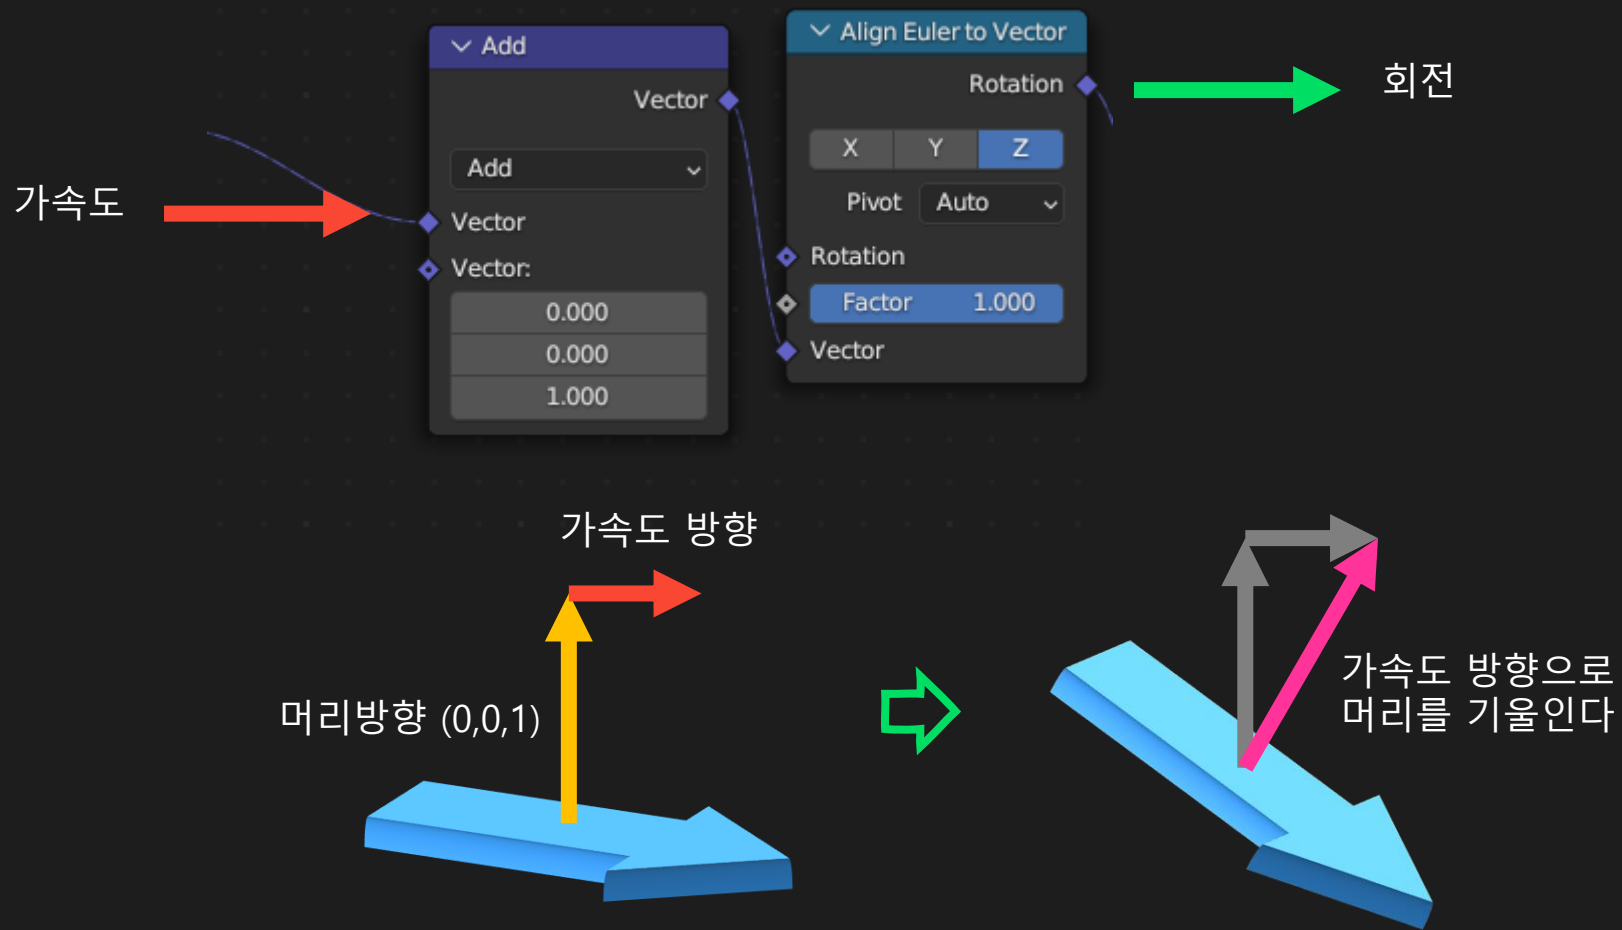 Add
Vector
Add
Vector
Vector:
0.000
0.000
1.000
Align Euler to Vector
Rotation
X Y Z
Pivot Auto
Rotation
Factor 1.000
Vector
회전
가속도
가속도 방향
머리방향 (0,0,1)
가속도 방향으로
머리를 기울인다